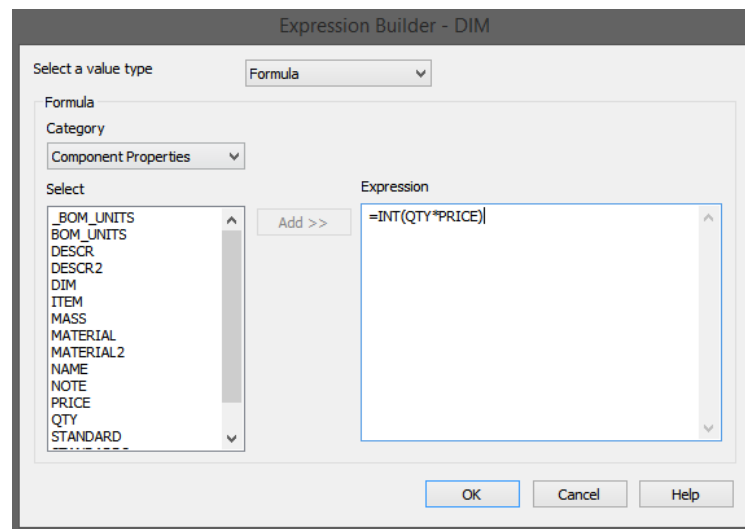 Expression Builder - DIM
Select a value type
Formula
Formula
Category
Component Properties
Select
Expression
_BOM_UNITS
BOM_UNITS
DESCR
DESCR2
DIM
ITEM
MASS
MATERIAL
MATERIAL2
NAME
NOTE
PRICE
QTY
STANDARD
Add >>
=INT(QTY*PRICE)
OK Cancel Help